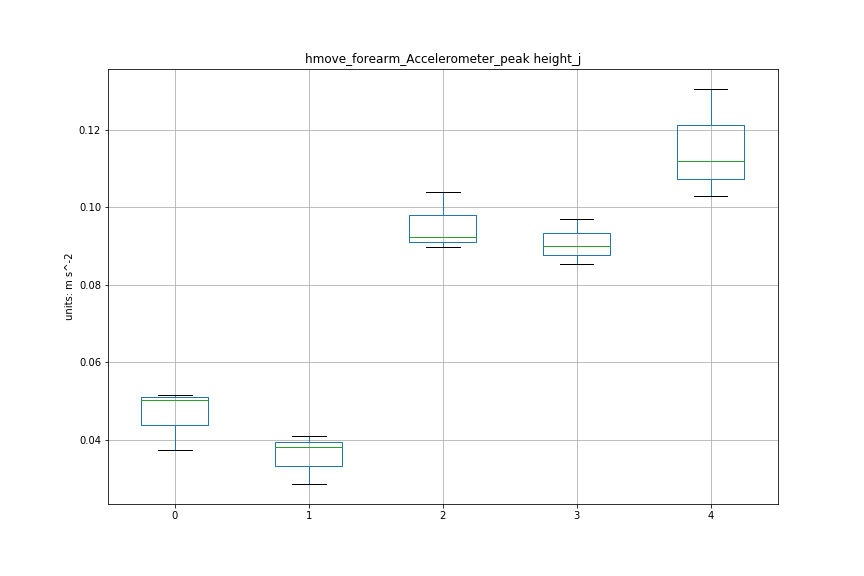 hmove_forearm_Accelerometer_peak height_j
units: m s^-2
0.12
0.10
0.08
0.06
0.04
0 1 2 3 4